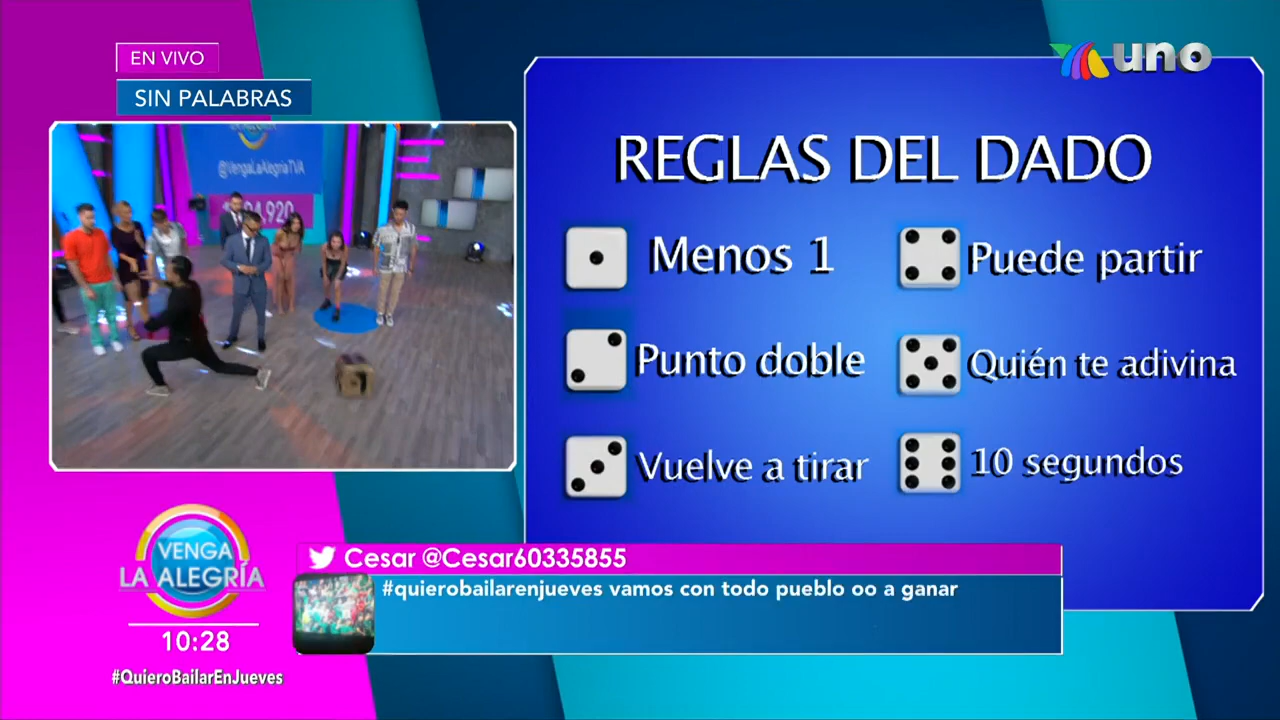 EN VIVO
SIN PALABRAS
uno
@VengaLaAlegriaTVA
REGLAS DEL DADO
Menos 1
Puede partir
Punto doble
Quién te adivina
Vuelve a tirar
10 segundos
Cesar @Cesar60335855
#quierobailarenjueves vamos con todo pueblo oo a ganar
VENGA
LA ALEGRÍA
10:28
#QuieroBailarEnJueves